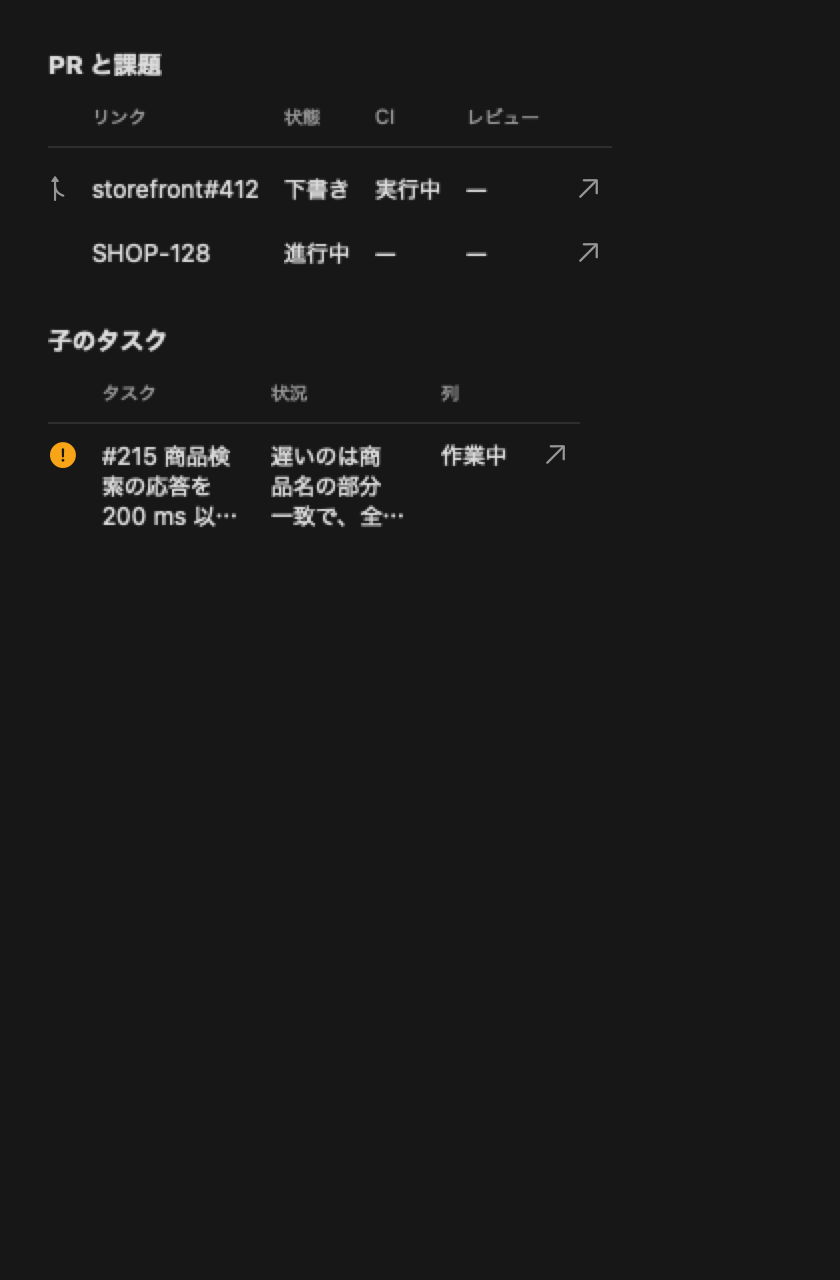 PR と課題
リンク 状態 CI レビュー
storefront#412 下書き 実行中 —
SHOP-128 進行中 — —
子のタスク
タスク 状況 列
#215 商品検 遅いのは商 作業中
索の応答を 品名の部分
200 ms 以… 一致で、全…